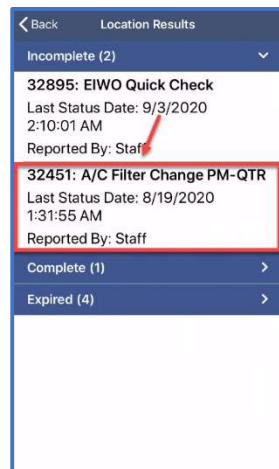 Back Location Results
Incomplete (2)
32895: EIWO Quick Check
Last Status Date: 9/3/2020
2:10:01 AM
Reported By: Staff
32451: A/C Filter Change PM-QTR
Last Status Date: 8/19/2020
1:31:55 AM
Reported By: Staff
Complete (1)
Expired (4)